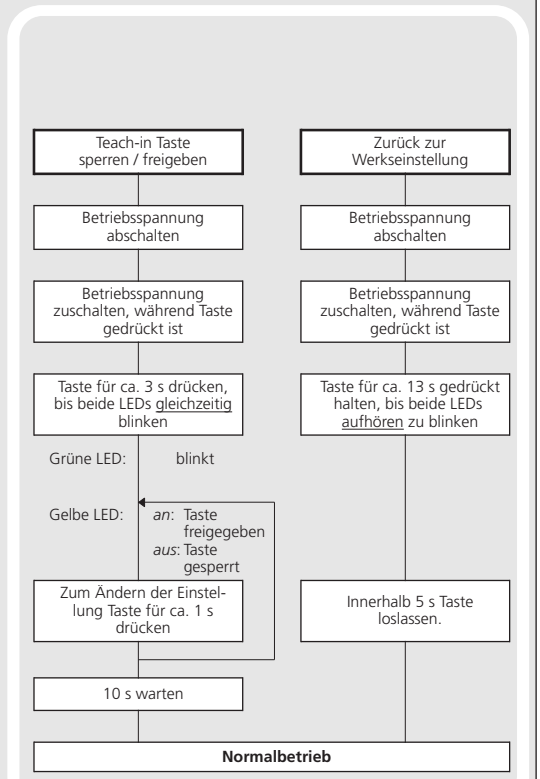 Teach-in Taste
sperren / freigeben
Betriebsspannung
abschalten
Betriebsspannung
zuschalten, während Taste
gedrückt ist
Taste für ca. 3 s drücken,
bis beide LEDs gleichzeitig
blinken
Grüne LED: blinkt
Gelbe LED: an: Taste
freigegeben
aus: Taste
gesperrt
Zum Ändern der Einstel-
lung Taste für ca. 1 s
drücken
10 s warten
Zurück zur
Werkseinstellung
Betriebsspannung
abschalten
Betriebsspannung
zuschalten, während Taste
gedrückt ist
Taste für ca. 13 s gedrückt
halten, bis beide LEDs
aufhören zu blinken
Innerhalb 5 s Taste
loslassen.
Normalbetrieb